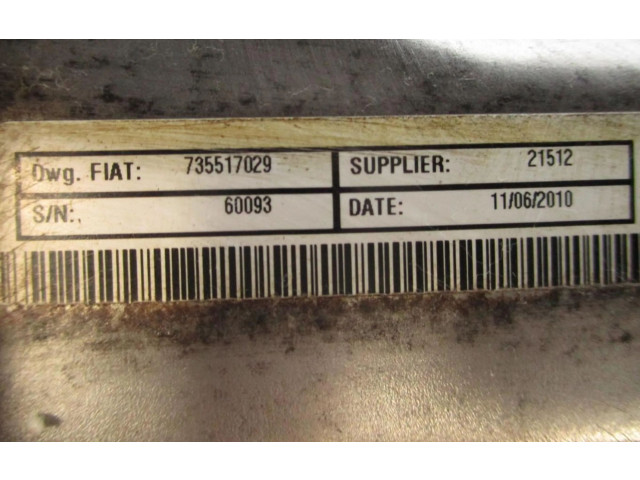 Dwg. FIAT: 735517029 SUPPLIER: 21512
S/N: 60093 DATE: 11/06/2010